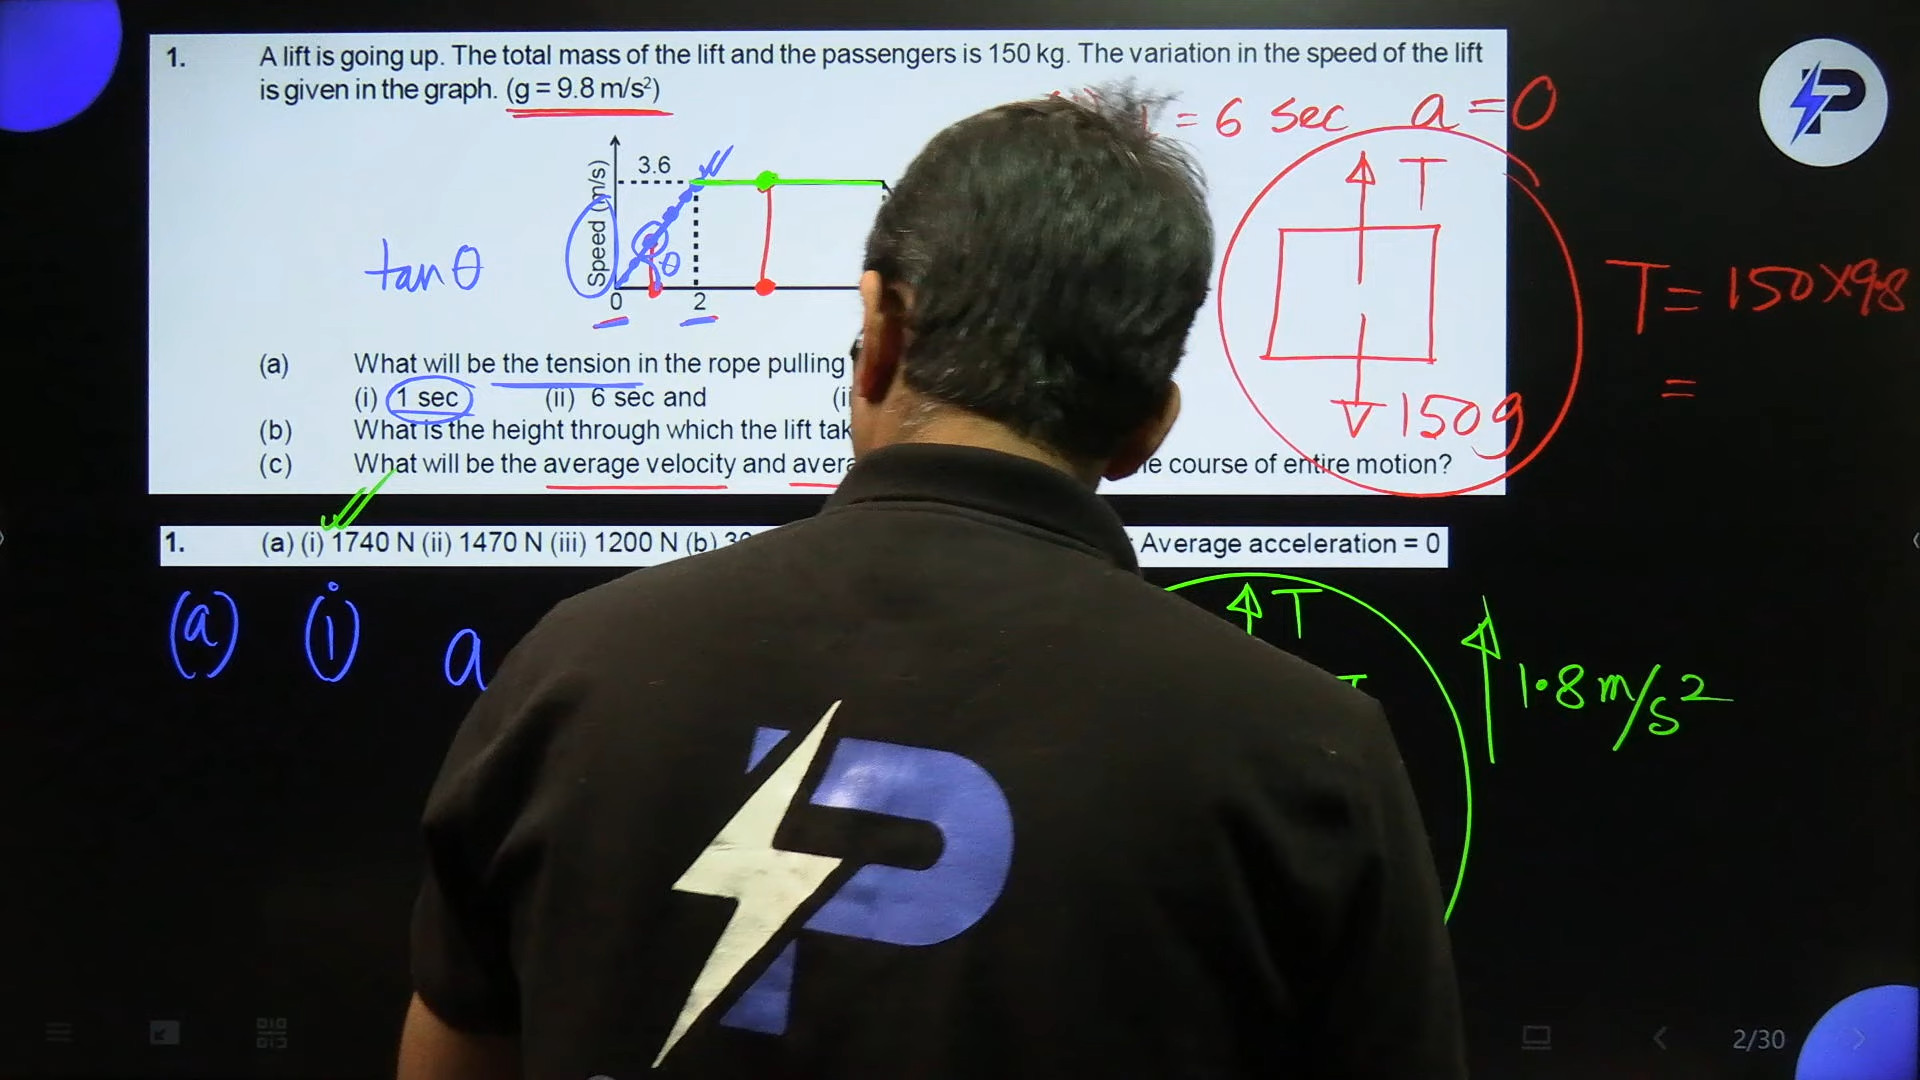 1. A lift is going up. The total mass of the lift and the passengers is 150 kg. The variation in the speed of the lift
is given in the graph. (g = 9.8 m/s²)
= 6 sec a = 0
Speed (m/s)
3.6
T
tan θ
θ
T = 150×9.8
0 2
=
(a) What will be the tension in the rope pulling
(i) 1 sec (ii) 6 sec and
150g
(b) What is the height through which the lift
(c) What will be the average velocity and course of entire motion?
1. (a) (i) 1740 N (ii) 1470 N (iii) 1200 N (b) Average acceleration = 0
(a) (i) a
T
1.8 m/s²
P
2/30